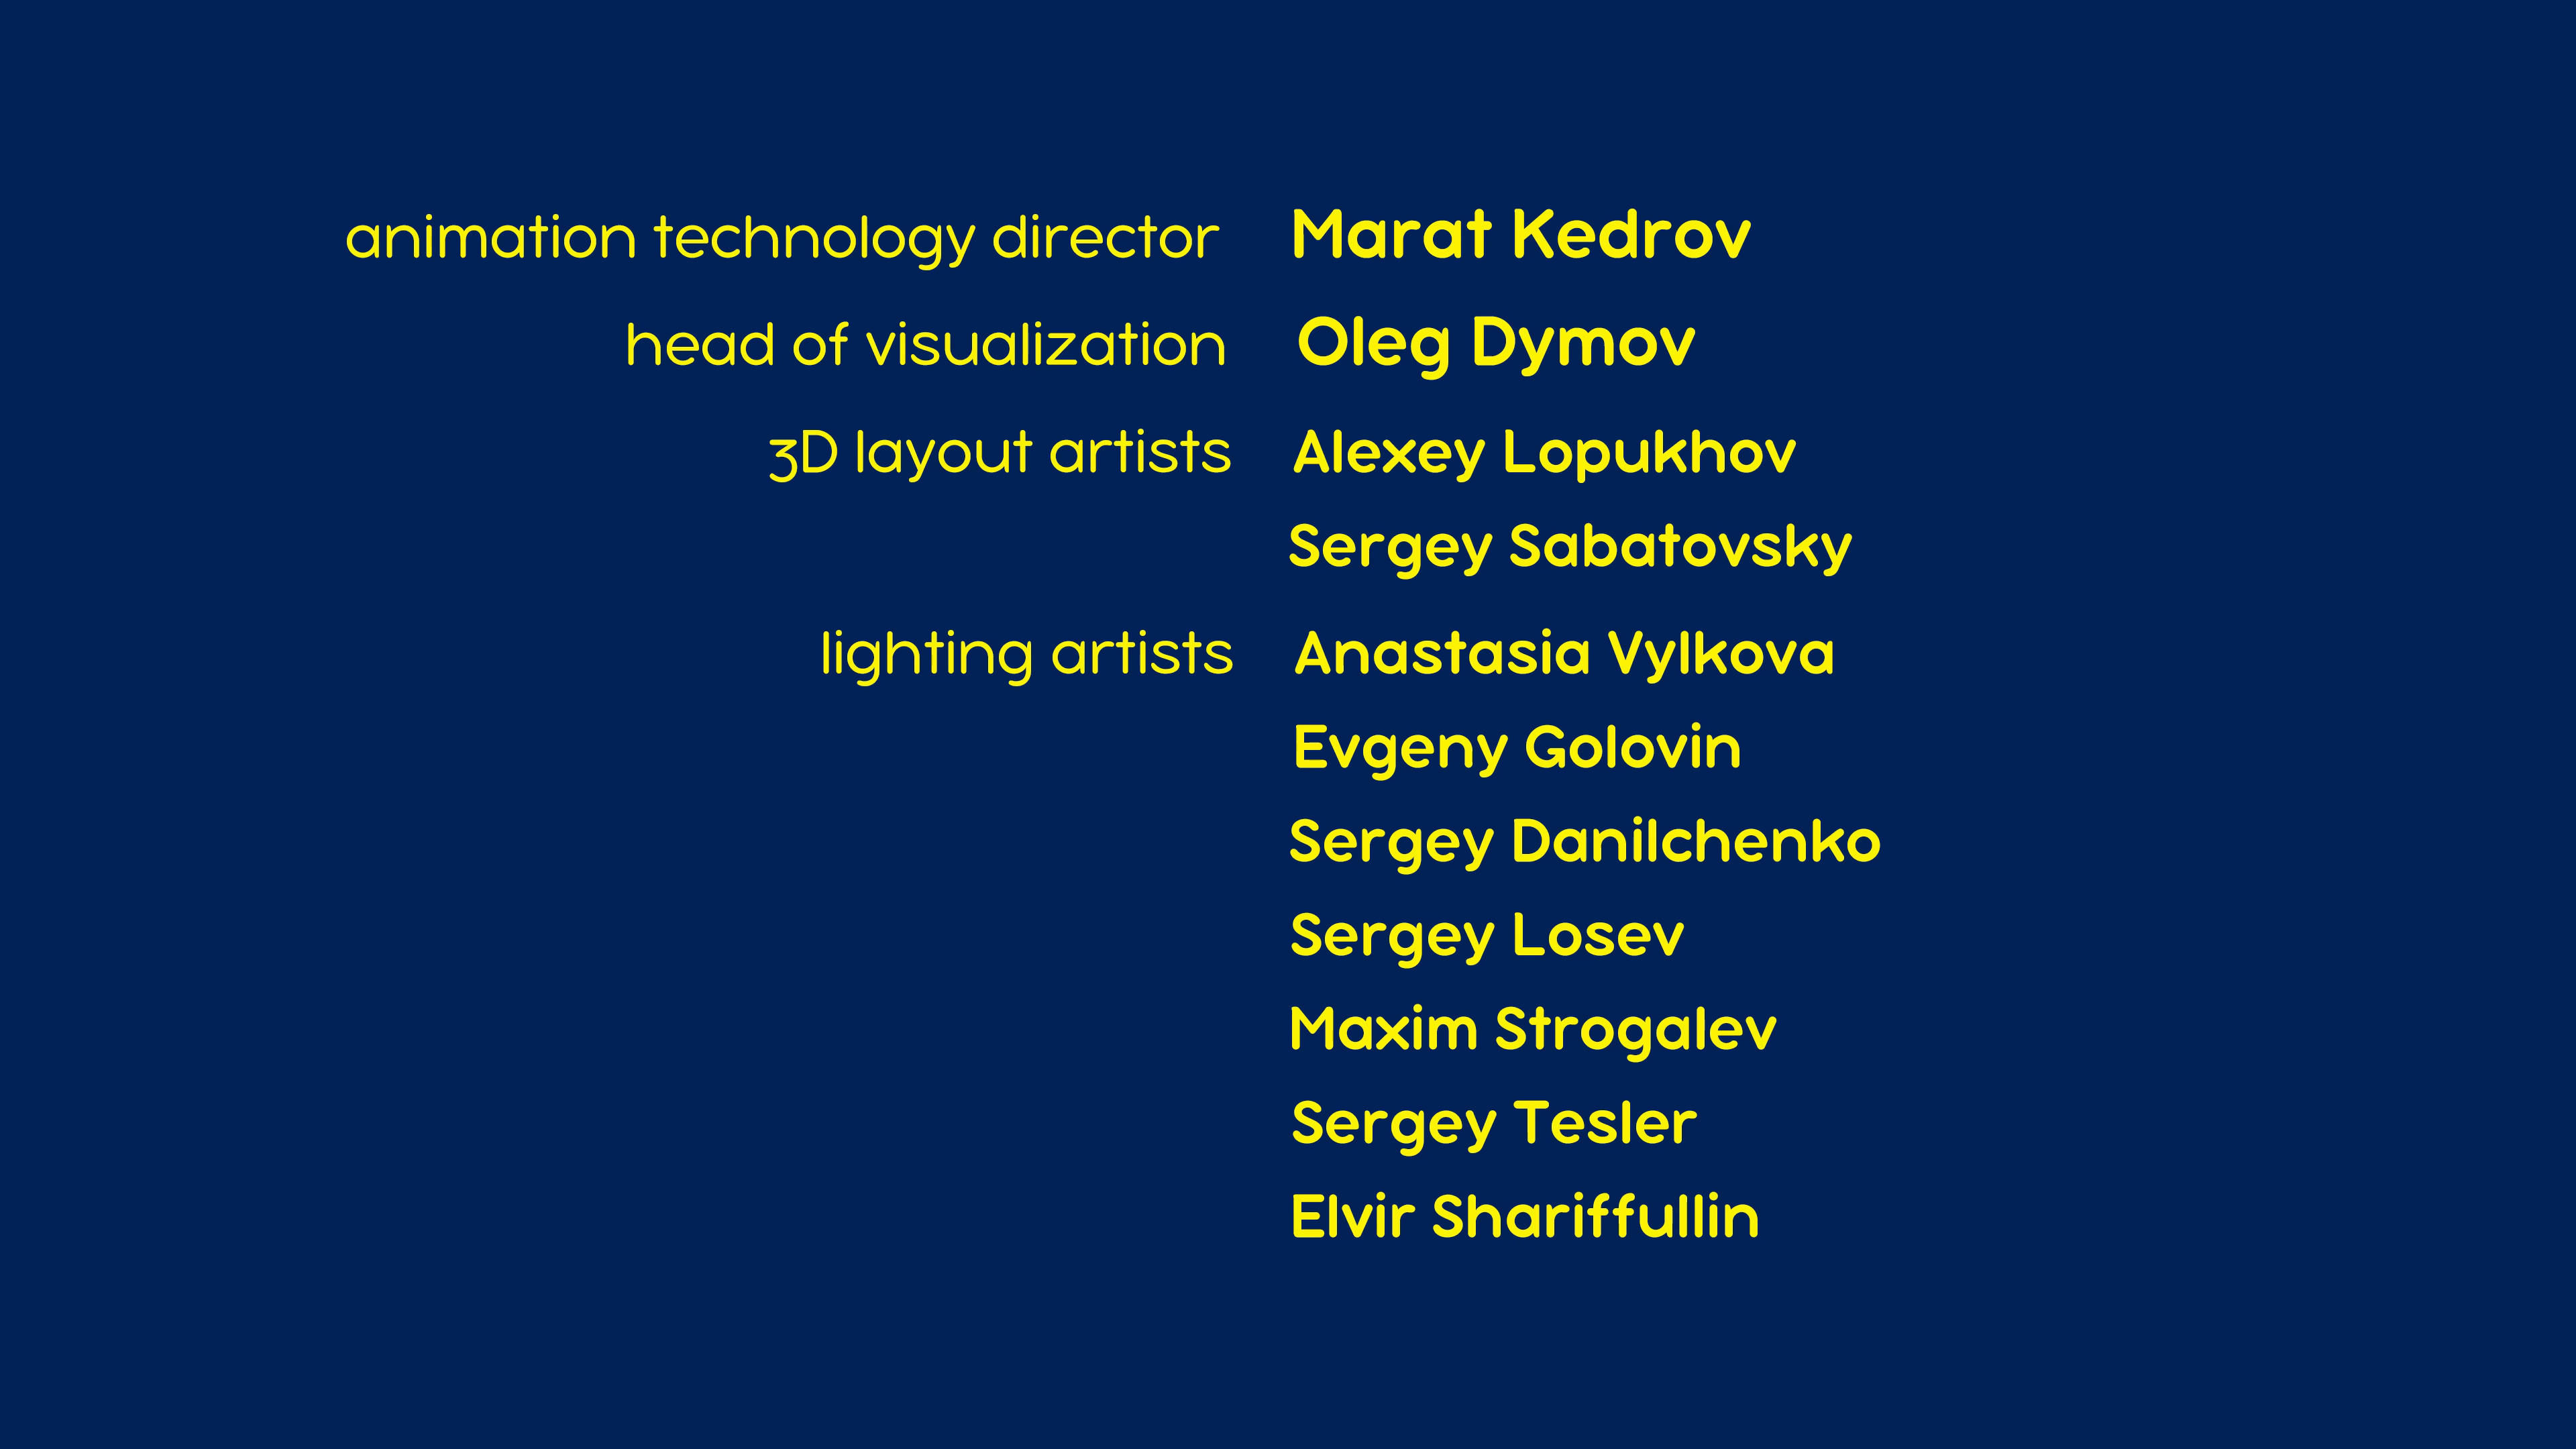 animation technology director Marat Kedrov
head of visualization Oleg Dymov
3D layout artists Alexey Lopukhov
Sergey Sabatovsky
lighting artists Anastasia Vylkova
Evgeny Golovin
Sergey Danilchenko
Sergey Losev
Maxim Strogalev
Sergey Tesler
Elvir Shariffullin